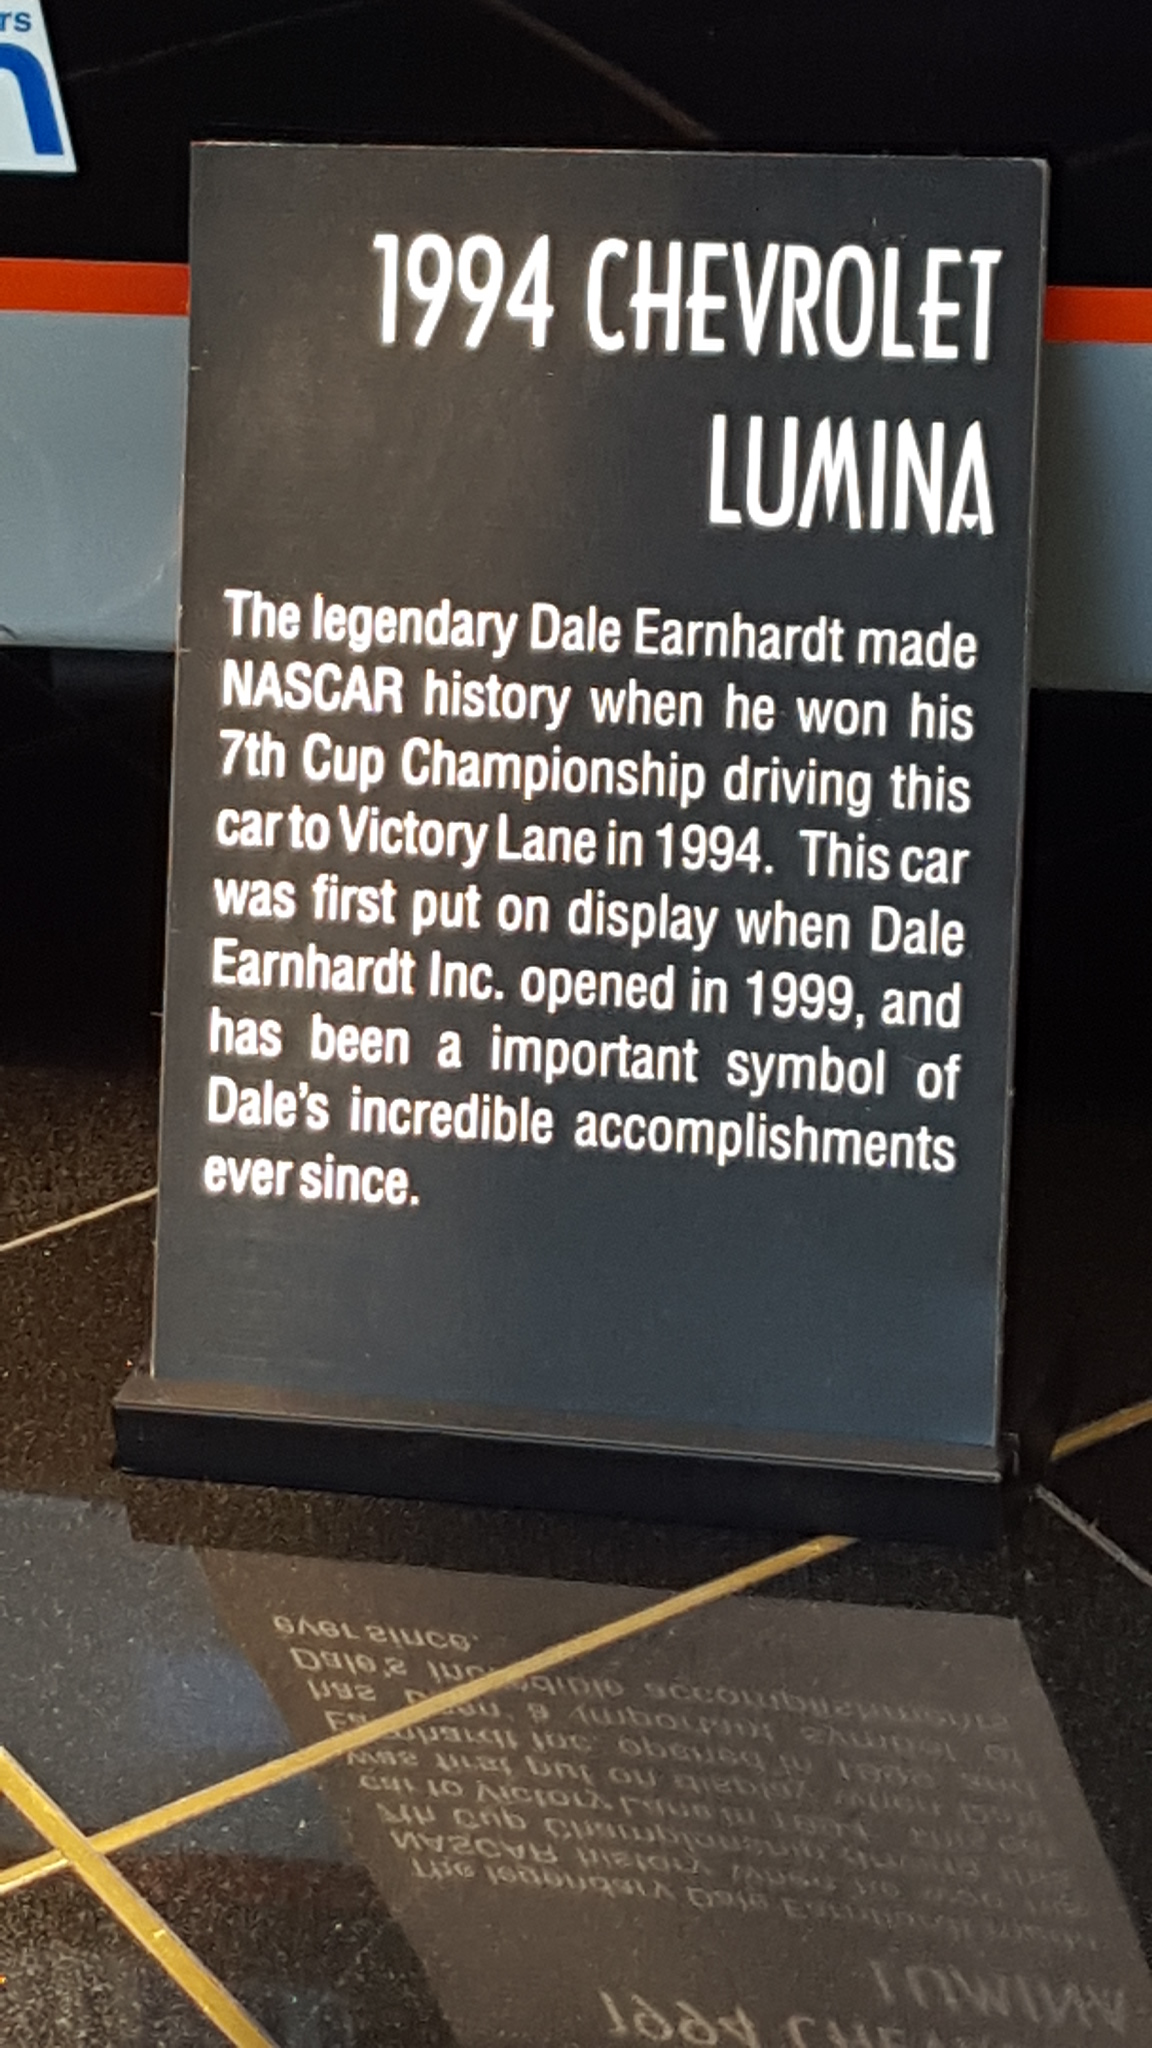 rs
n
1994 CHEVROLET
LUMINA
The legendary Dale Earnhardt made
NASCAR history when he won his
7th Cup Championship driving this
car to Victory Lane in 1994. This car
was first put on display when Dale
Earnhardt Inc. opened in 1999, and
has been a important symbol of
Dale's incredible accomplishments
ever since.